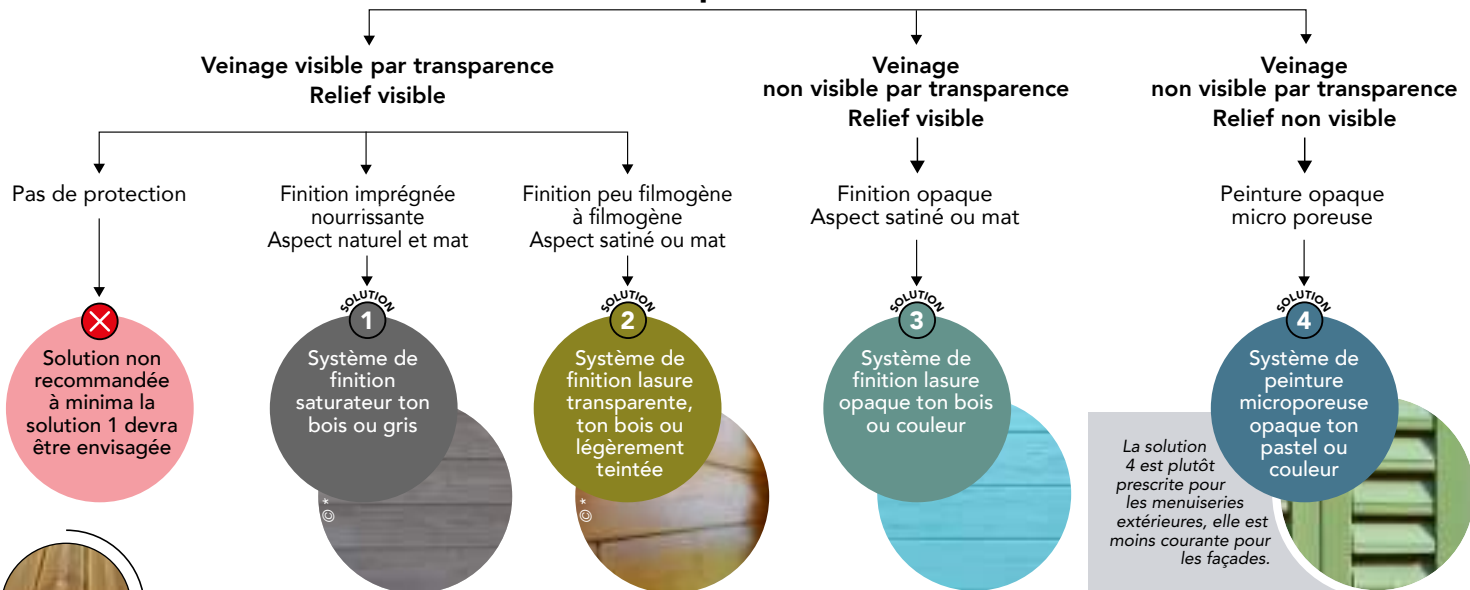 Veinage visible par transparence
Relief visible
Veinage
non visible par transparence
Relief visible
Veinage
non visible par transparence
Relief non visible
Pas de protection
Finition imprégnée
nourrissante
Aspect naturel et mat
Finition peu filmogène
à filmogène
Aspect satiné ou mat
Finition opaque
Aspect satiné ou mat
Peinture opaque
micro poreuse
Solution non
recommandée
à minima la
solution 1 devra
être envisagée
SOLUTION
1
Système de
finition
saturateur ton
bois ou gris
© *
SOLUTION
2
Système de
finition lasure
transparente,
ton bois ou
légèrement
teintée
© *
SOLUTION
3
Système de
finition lasure
opaque ton bois
ou couleur
SOLUTION
4
Système de
peinture
microporeuse
opaque ton
pastel ou
couleur
La solution
4 est plutôt
prescrite pour
les menuiseries
extérieures, elle est
moins courante pour
les façades.